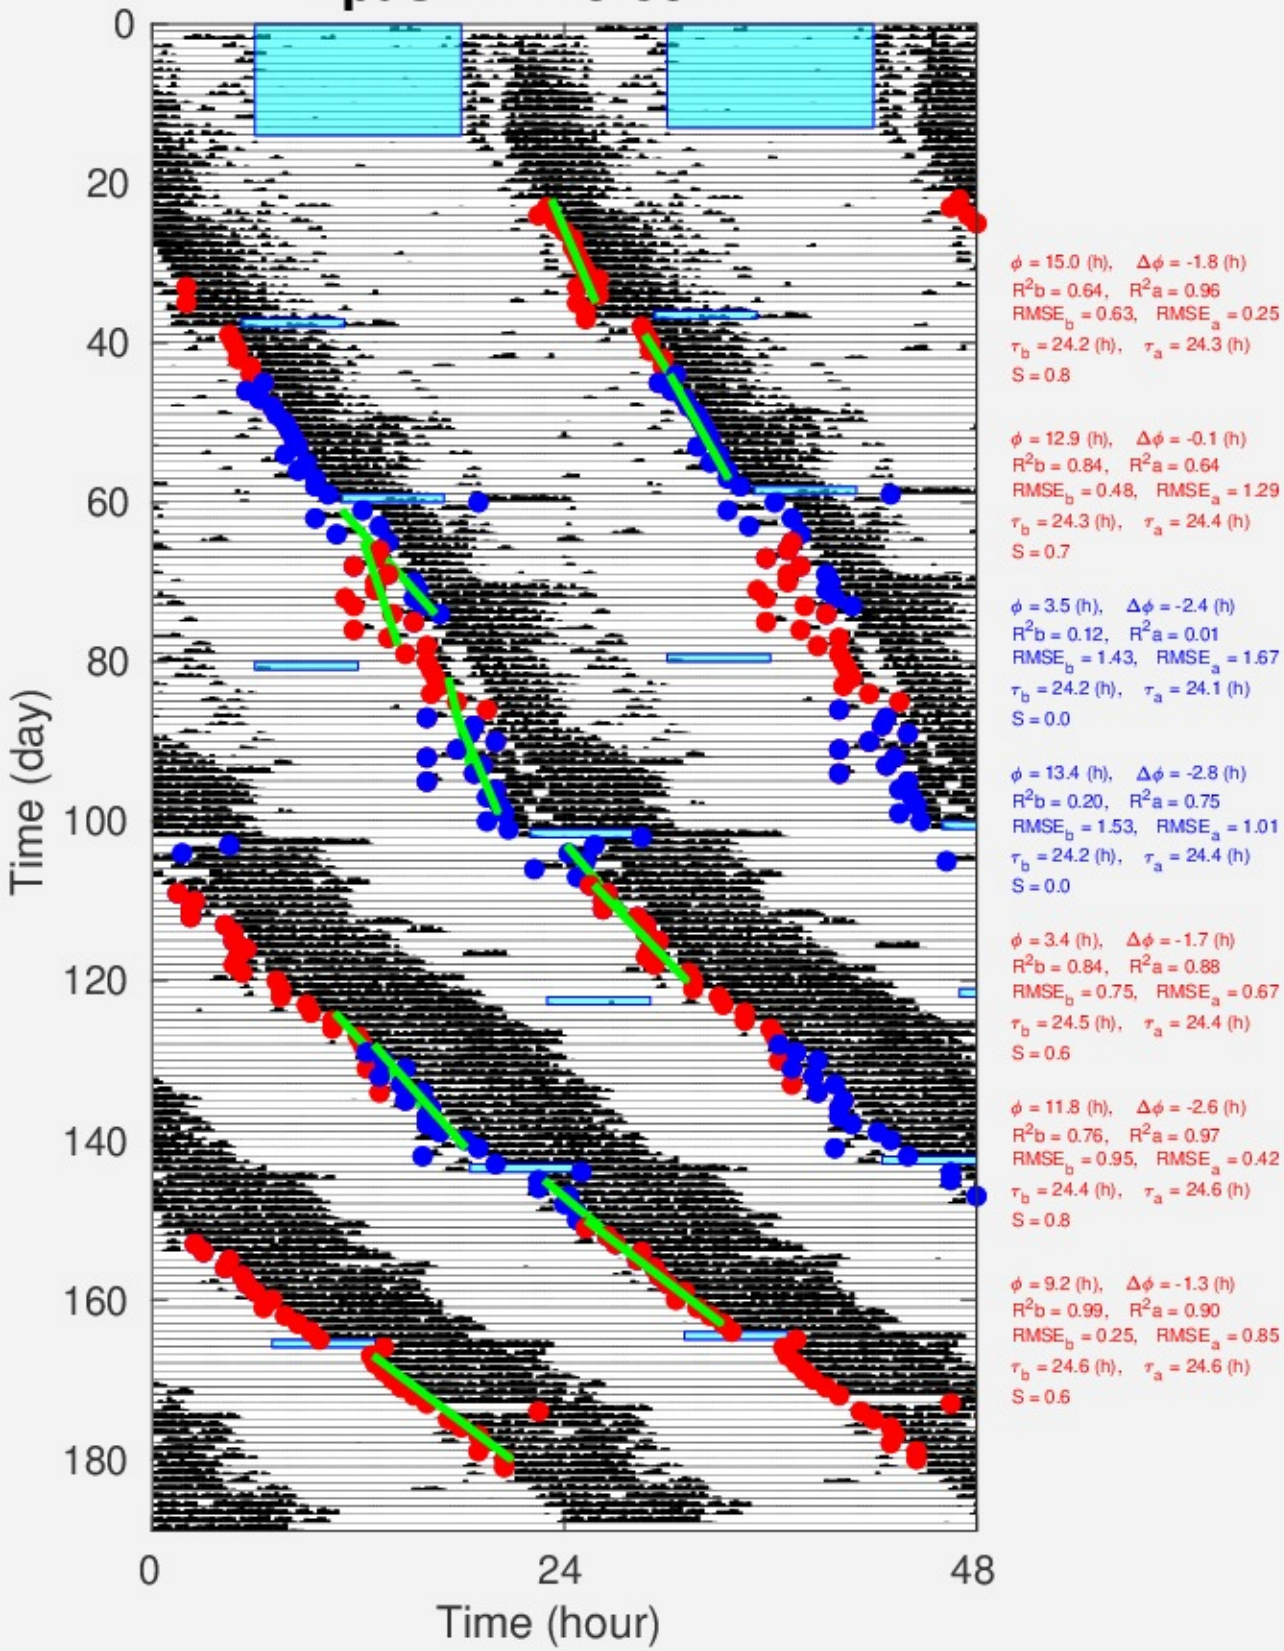 0
20
40
60
80
100
120
140
160
180
Time (day)
0 24 48
Time (hour)
ϕ = 15.0 (h), Δϕ = -1.8 (h)
R²b = 0.64, R²a = 0.96
RMSE_b = 0.63, RMSE_a = 0.25
τ_b = 24.2 (h), τ_a = 24.3 (h)
S = 0.8
ϕ = 12.9 (h), Δϕ = -0.1 (h)
R²b = 0.84, R²a = 0.64
RMSE_b = 0.48, RMSE_a = 1.29
τ_b = 24.3 (h), τ_a = 24.4 (h)
S = 0.7
ϕ = 3.5 (h), Δϕ = -2.4 (h)
R²b = 0.12, R²a = 0.01
RMSE_b = 1.43, RMSE_a = 1.67
τ_b = 24.2 (h), τ_a = 24.1 (h)
S = 0.0
ϕ = 13.4 (h), Δϕ = -2.8 (h)
R²b = 0.20, R²a = 0.75
RMSE_b = 1.53, RMSE_a = 1.01
τ_b = 24.2 (h), τ_a = 24.4 (h)
S = 0.0
ϕ = 3.4 (h), Δϕ = -1.7 (h)
R²b = 0.84, R²a = 0.88
RMSE_b = 0.75, RMSE_a = 0.67
τ_b = 24.5 (h), τ_a = 24.4 (h)
S = 0.6
ϕ = 11.8 (h), Δϕ = -2.6 (h)
R²b = 0.76, R²a = 0.97
RMSE_b = 0.95, RMSE_a = 0.42
τ_b = 24.4 (h), τ_a = 24.6 (h)
S = 0.8
ϕ = 9.2 (h), Δϕ = -1.3 (h)
R²b = 0.99, R²a = 0.90
RMSE_b = 0.25, RMSE_a = 0.85
τ_b = 24.6 (h), τ_a = 24.6 (h)
S = 0.6